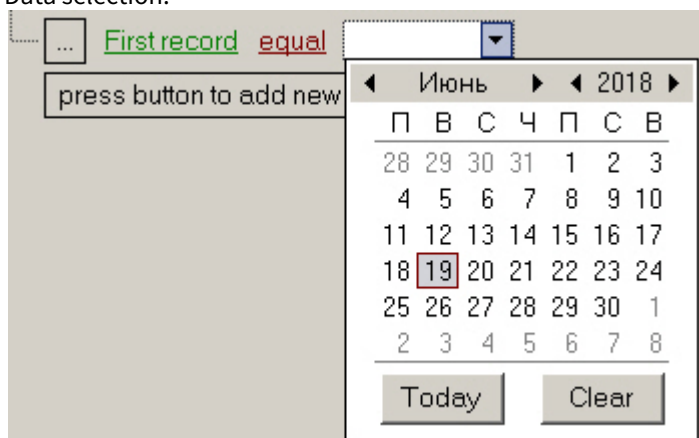 Data selection:
... First record equal
press button to add new
Июнь 2018
П В С Ч П С В
28 29 30 31 1 2 3
4 5 6 7 8 9 10
11 12 13 14 15 16 17
18 19 20 21 22 23 24
25 26 27 28 29 30 1
2 3 4 5 6 7 8
Today Clear